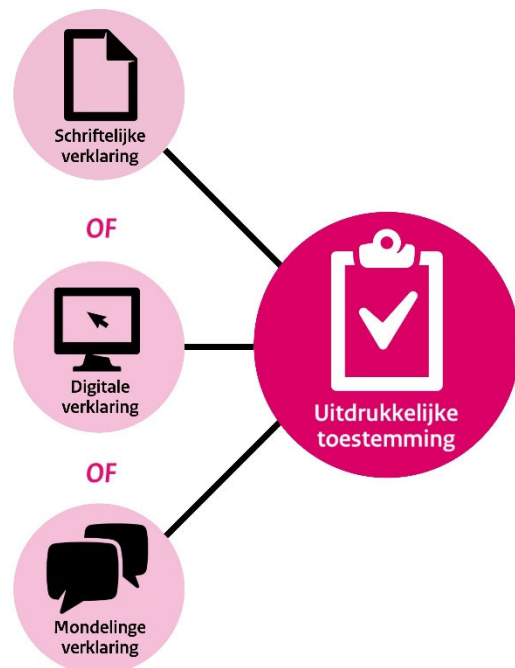 Schriftelijke
verklaring
OF
Digitale
verklaring
OF
Mondelinge
verklaring
Uitdrukkelijke
toestemming